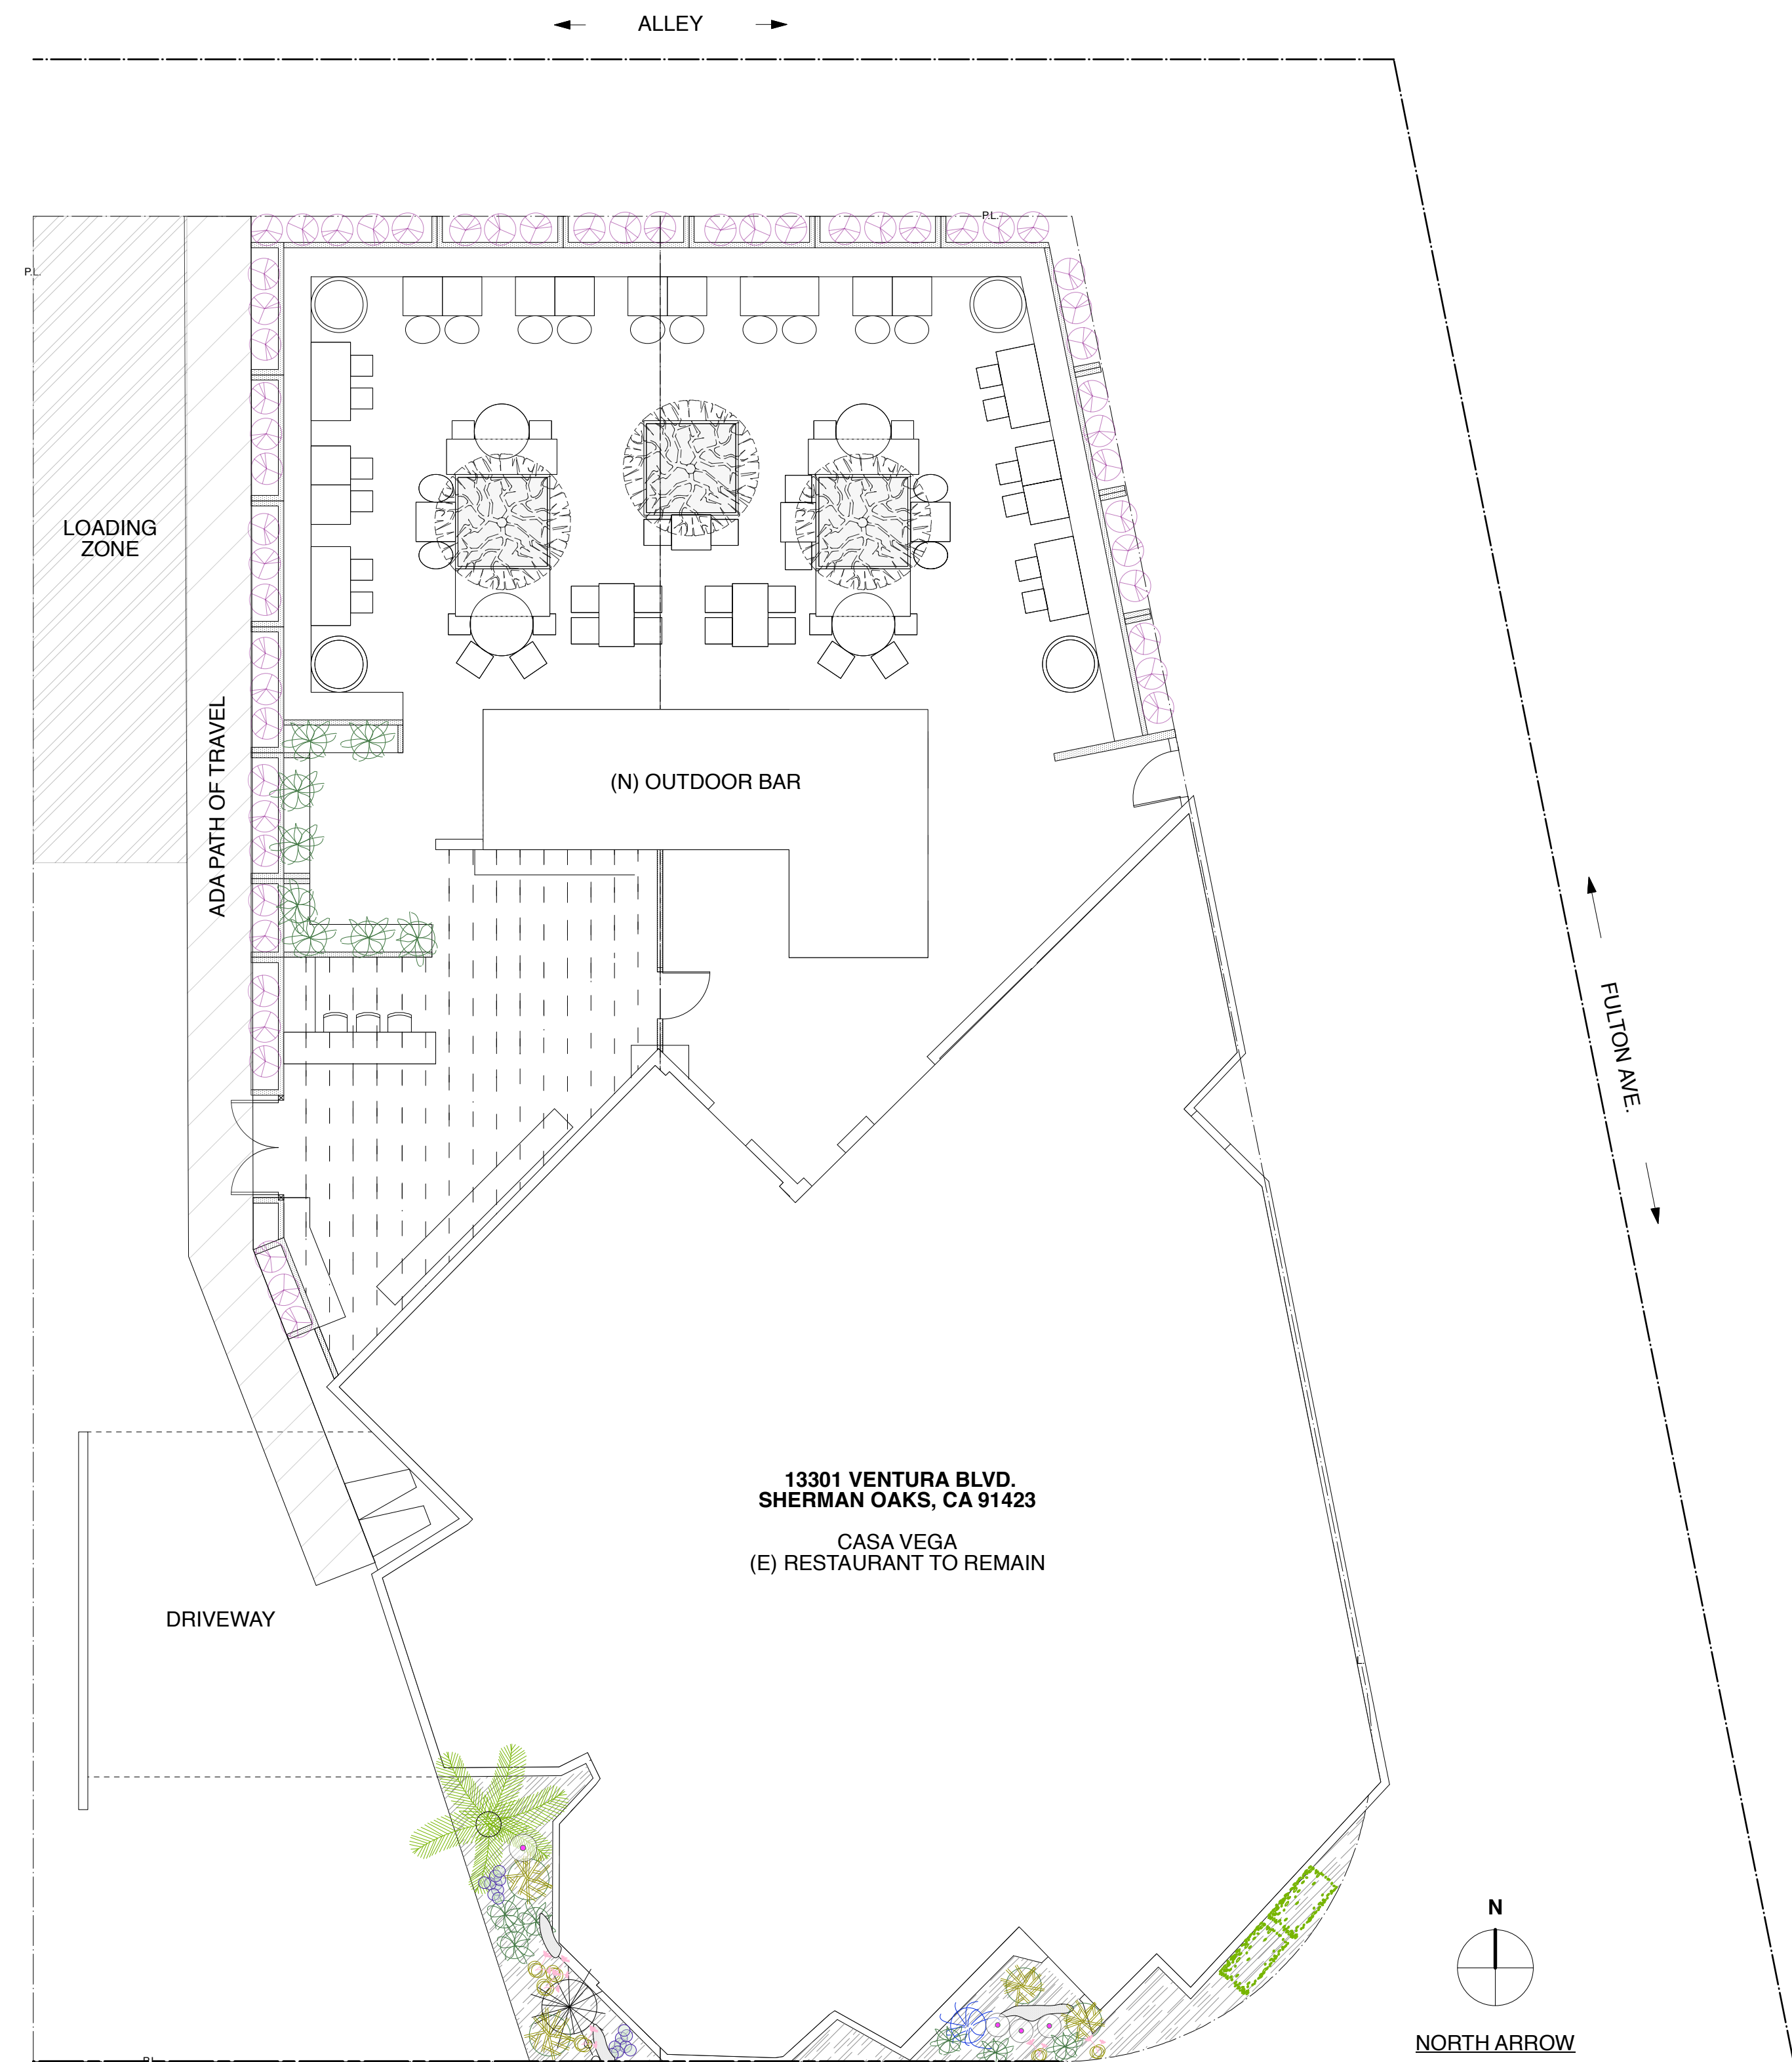 ALLEY
P.L.
P.L.
LOADING
ZONE
ADA PATH OF TRAVEL
(N) OUTDOOR BAR
FULTON AVE.
13301 VENTURA BLVD.
SHERMAN OAKS, CA 91423
CASA VEGA
(E) RESTAURANT TO REMAIN
DRIVEWAY
N
NORTH ARROW